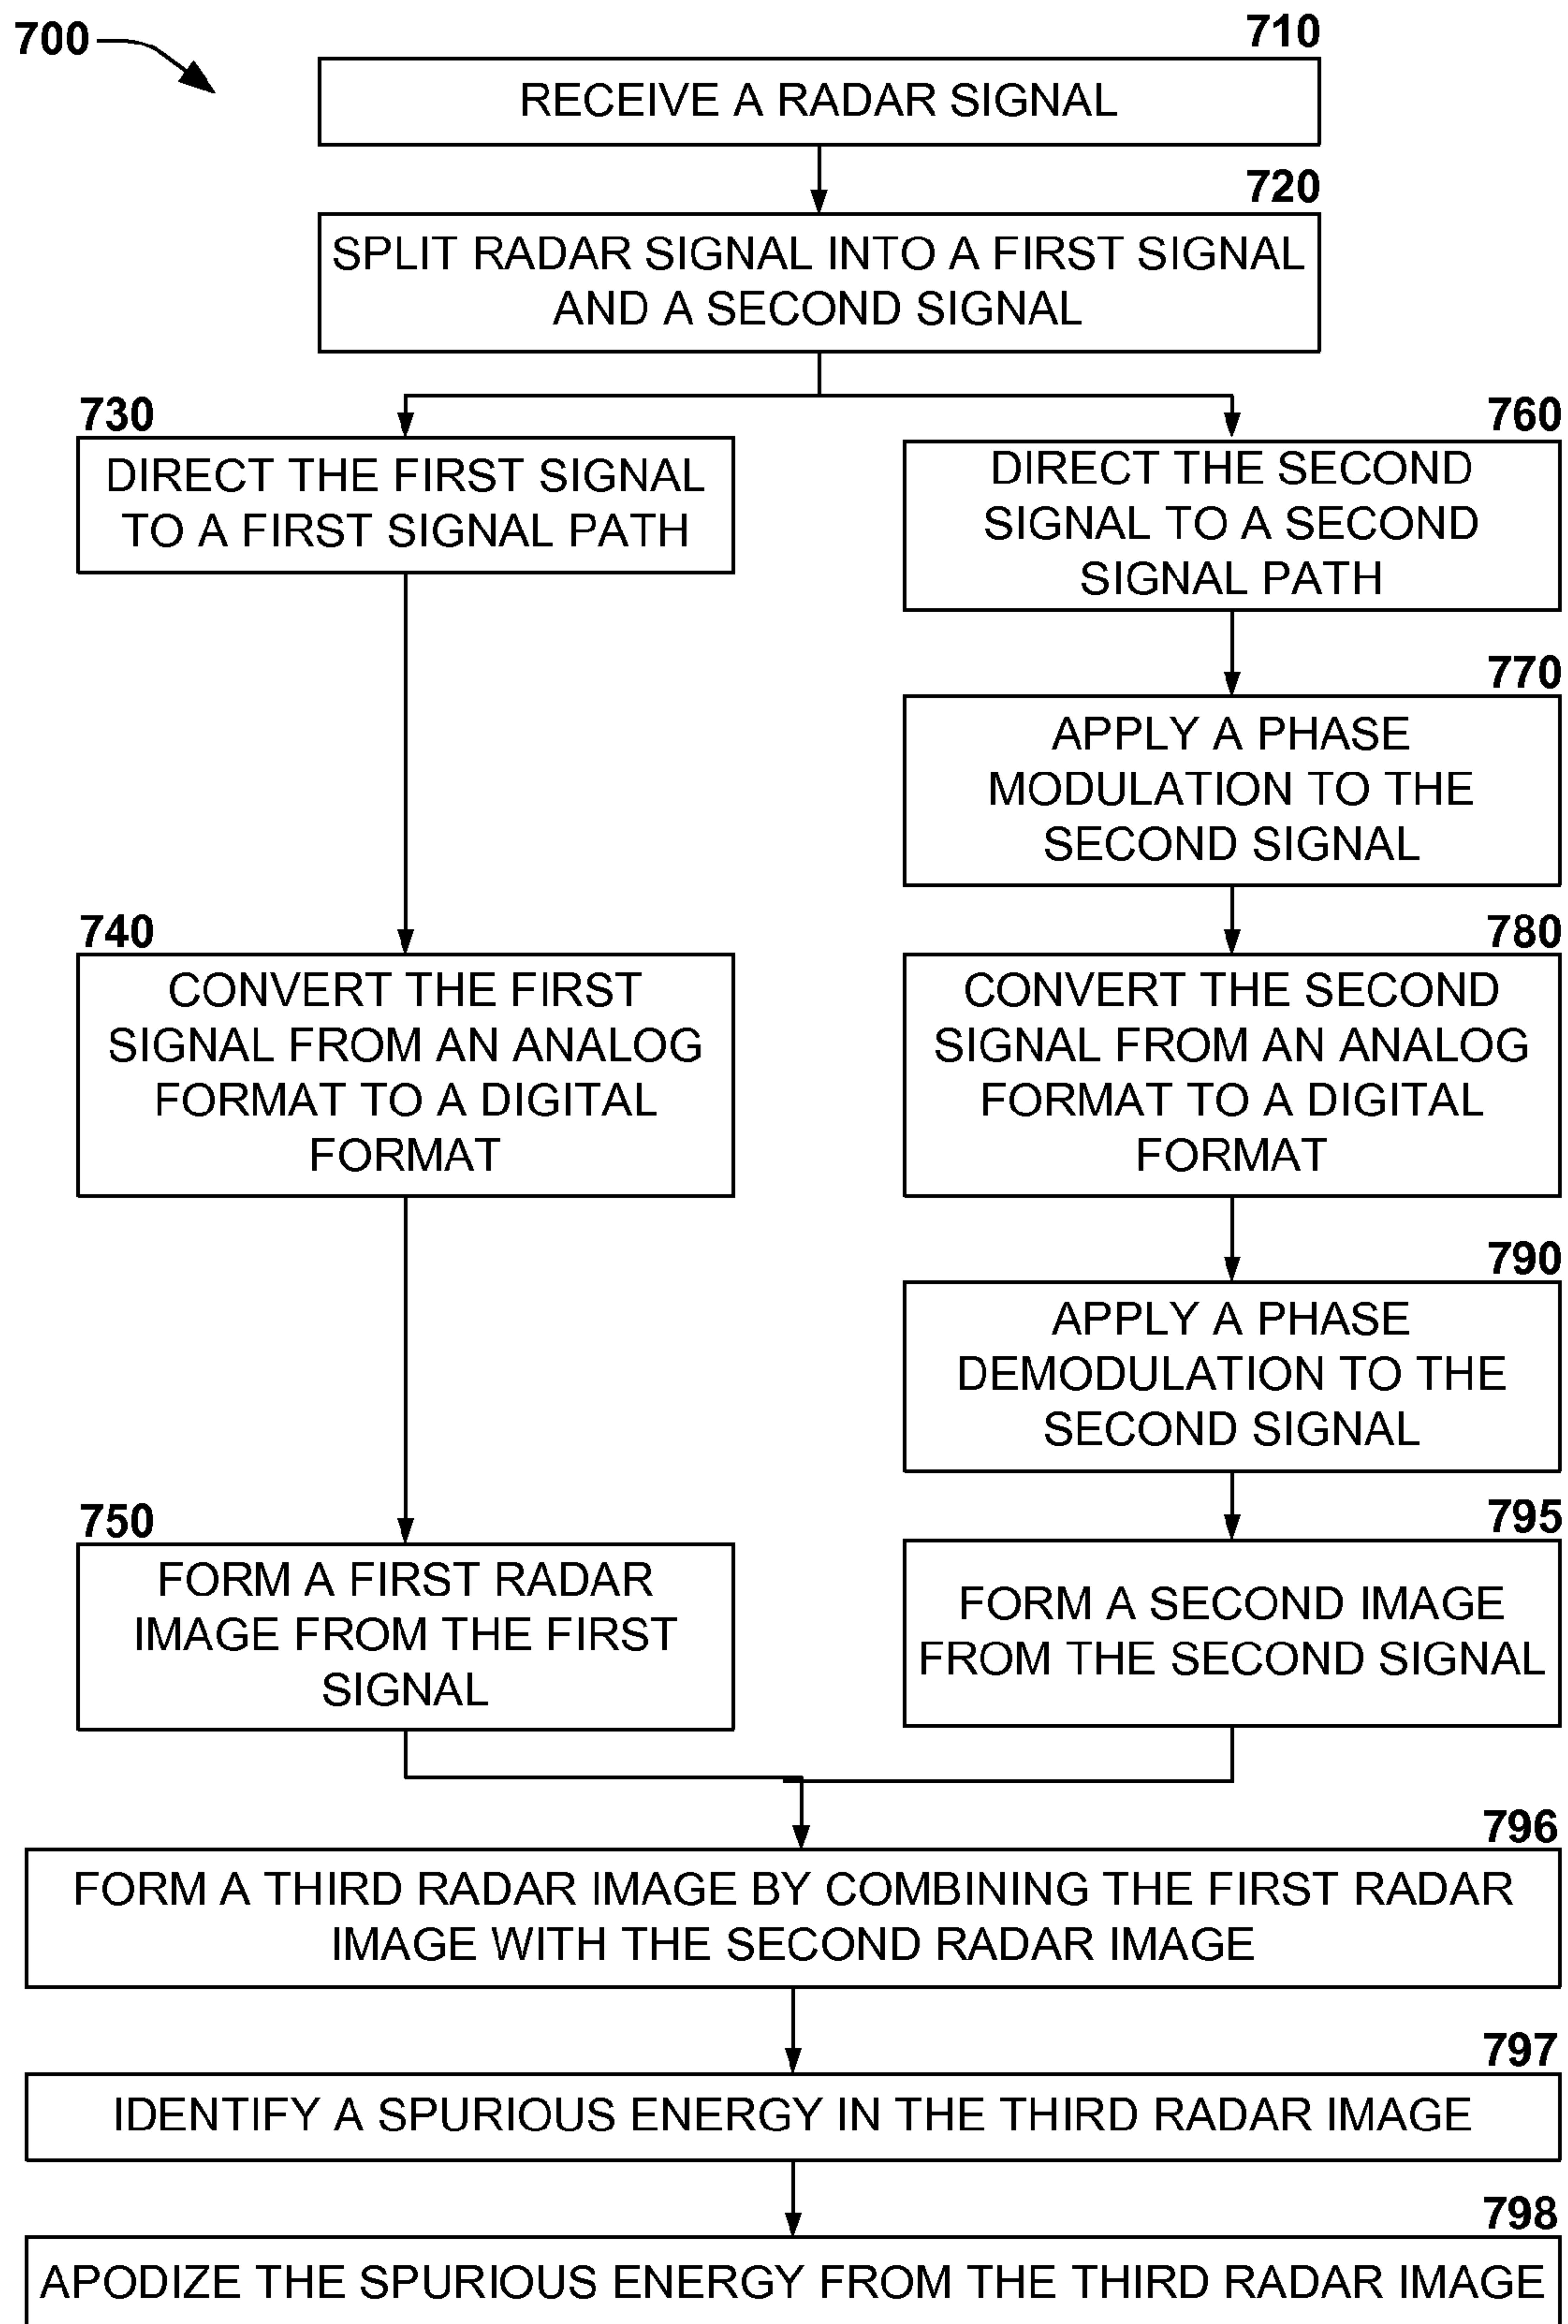 700
710
RECEIVE A RADAR SIGNAL
720
SPLIT RADAR SIGNAL INTO A FIRST SIGNAL
AND A SECOND SIGNAL
730
DIRECT THE FIRST SIGNAL
TO A FIRST SIGNAL PATH
760
DIRECT THE SECOND
SIGNAL TO A SECOND
SIGNAL PATH
770
APPLY A PHASE
MODULATION TO THE
SECOND SIGNAL
740
CONVERT THE FIRST
SIGNAL FROM AN ANALOG
FORMAT TO A DIGITAL
FORMAT
780
CONVERT THE SECOND
SIGNAL FROM AN ANALOG
FORMAT TO A DIGITAL
FORMAT
790
APPLY A PHASE
DEMODULATION TO THE
SECOND SIGNAL
750
FORM A FIRST RADAR
IMAGE FROM THE FIRST
SIGNAL
795
FORM A SECOND IMAGE
FROM THE SECOND SIGNAL
796
FORM A THIRD RADAR IMAGE BY COMBINING THE FIRST RADAR
IMAGE WITH THE SECOND RADAR IMAGE
797
IDENTIFY A SPURIOUS ENERGY IN THE THIRD RADAR IMAGE
798
APODIZE THE SPURIOUS ENERGY FROM THE THIRD RADAR IMAGE